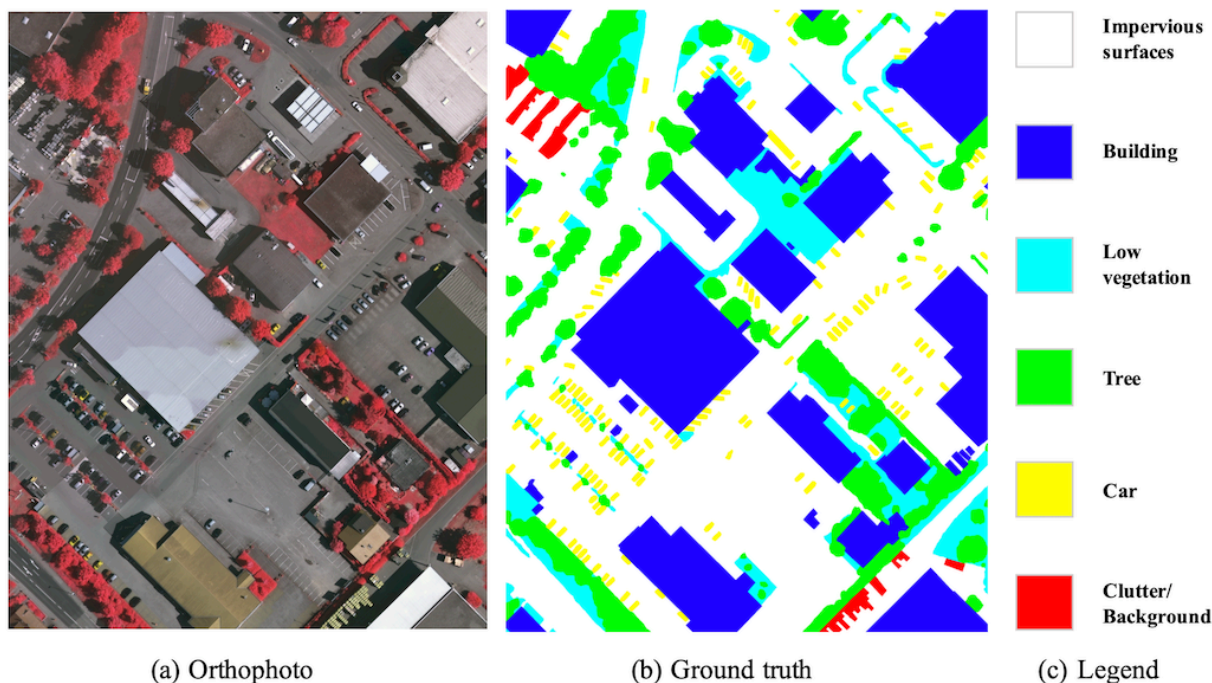 Impervious
surfaces
Building
Low
vegetation
Tree
Car
Clutter/
Background
(a) Orthophoto
(b) Ground truth
(c) Legend